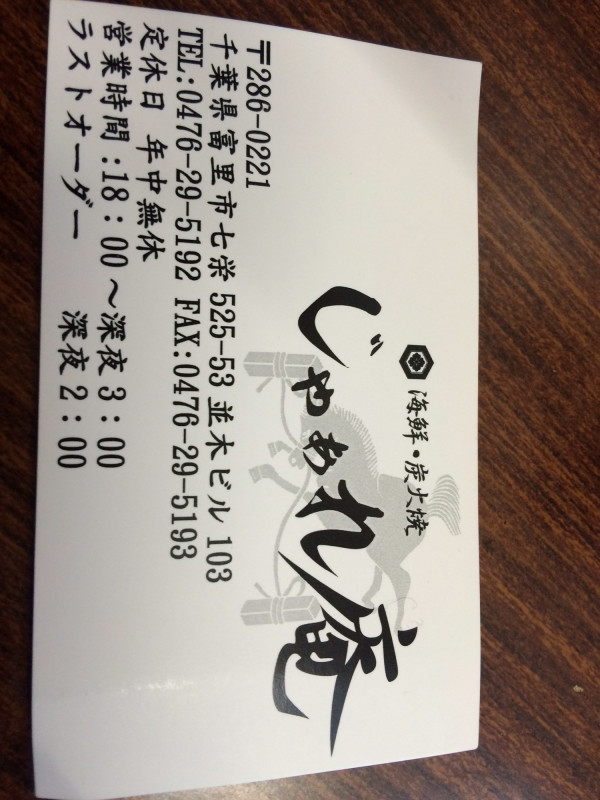 海鮮・炭火焼
じゃぁれ庵
〒286-0221
千葉県富里市七栄 525-53 並木ビル 103
TEL:0476-29-5192 FAX:0476-29-5193
定休日 年中無休
営業時間:18:00～深夜 3:00
ラストオーダー 深夜 2:00